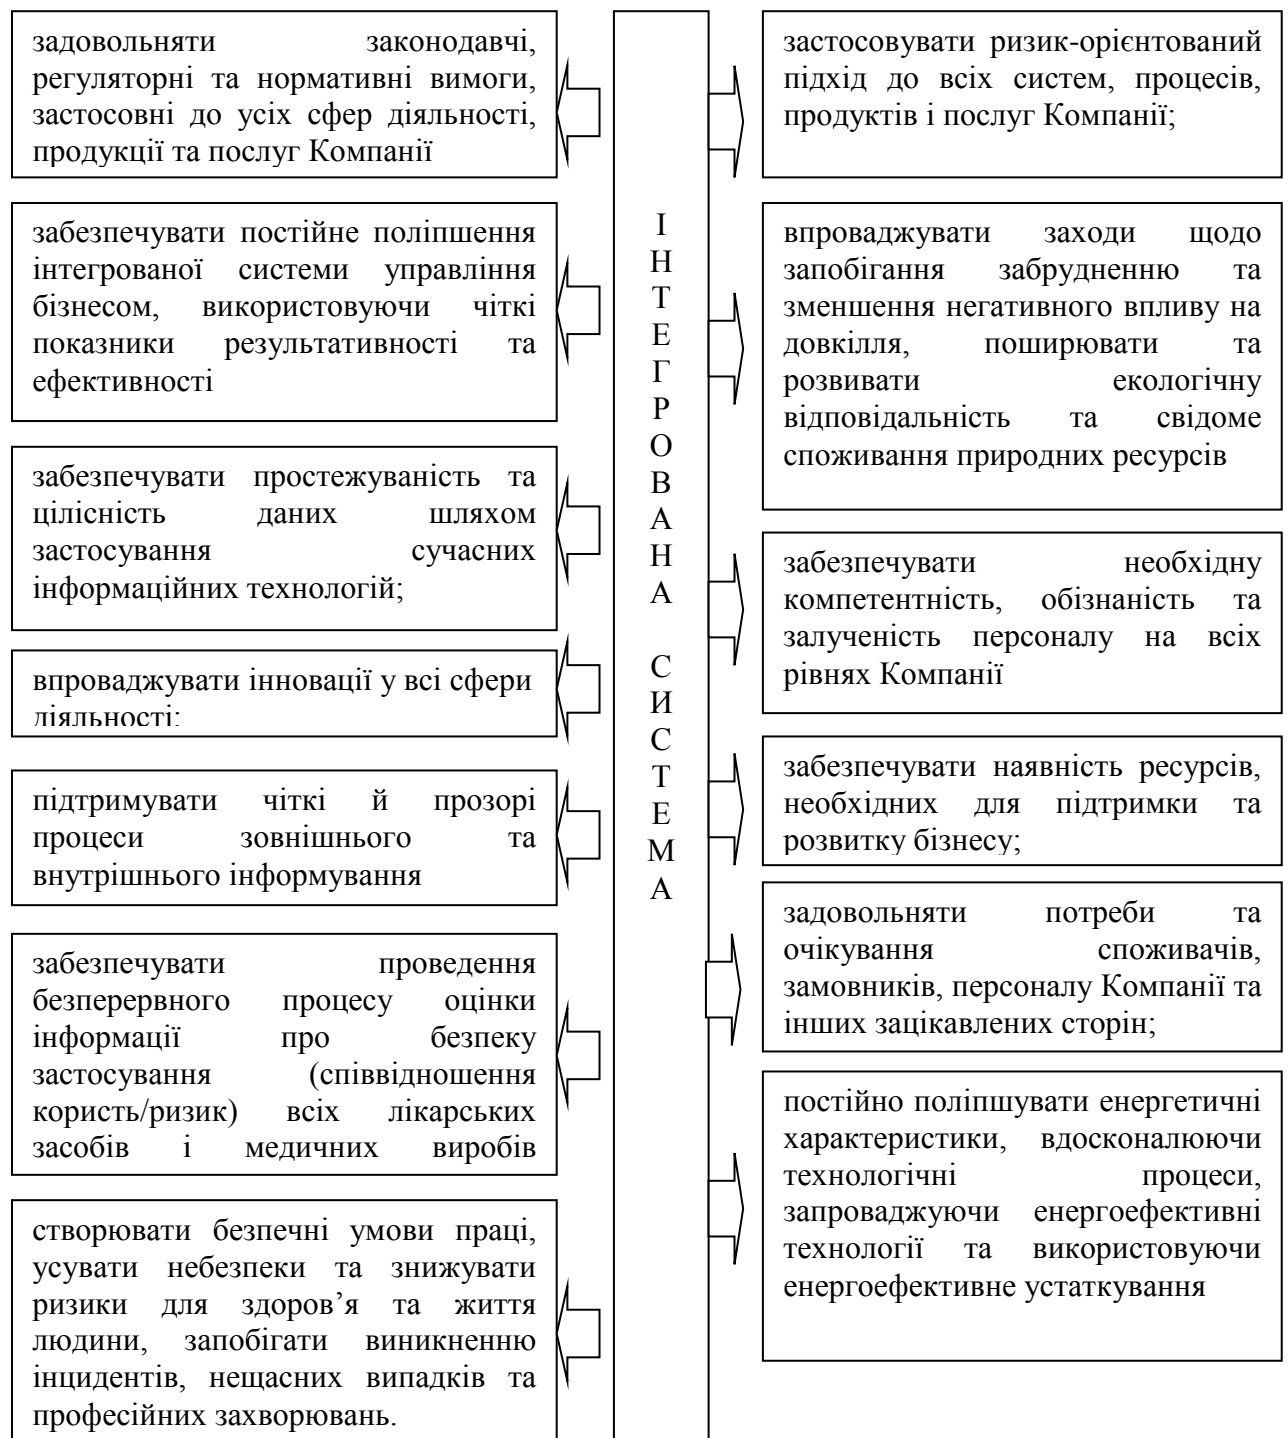 задовольняти законодавчі,
регуляторні та нормативні вимоги,
застосовні до усіх сфер діяльності,
продукції та послуг Компанії
забезпечувати постійне поліпшення
інтегрованої системи управління
бізнесом, використовуючи чіткі
показники результативності та
ефективності
забезпечувати простежуваність та
цілісність даних шляхом
застосування сучасних
інформаційних технологій;
впроваджувати інновації у всі сфери
діяльності;
підтримувати чіткі й прозорі
процеси зовнішнього та
внутрішнього інформування
забезпечувати проведення
безперервного процесу оцінки
інформації про безпеку
застосування (співвідношення
користь/ризик) всіх лікарських
засобів і медичних виробів
створювати безпечні умови праці,
усувати небезпеки та знижувати
ризики для здоров’я та життя
людини, запобігати виникненню
інцидентів, нещасних випадків та
професійних захворювань.
І
Н
Т
Е
Г
Р
О
В
А
Н
А
С
И
С
Т
Е
М
А
застосовувати ризик-орієнтований
підхід до всіх систем, процесів,
продуктів і послуг Компанії;
впроваджувати заходи щодо
запобігання забрудненню та
зменшення негативного впливу на
довкілля, поширювати та
розвивати екологічну
відповідальність та свідоме
споживання природних ресурсів
забезпечувати необхідну
компетентність, обізнаність та
залученість персоналу на всіх
рівнях Компанії
забезпечувати наявність ресурсів,
необхідних для підтримки та
розвитку бізнесу;
задовольняти потреби та
очікування споживачів,
замовників, персоналу Компанії та
інших зацікавлених сторін;
постійно поліпшувати енергетичні
характеристики, вдосконалюючи
технологічні процеси,
запроваджуючи енергоефективні
технології та використовуючи
енергоефективне устаткування